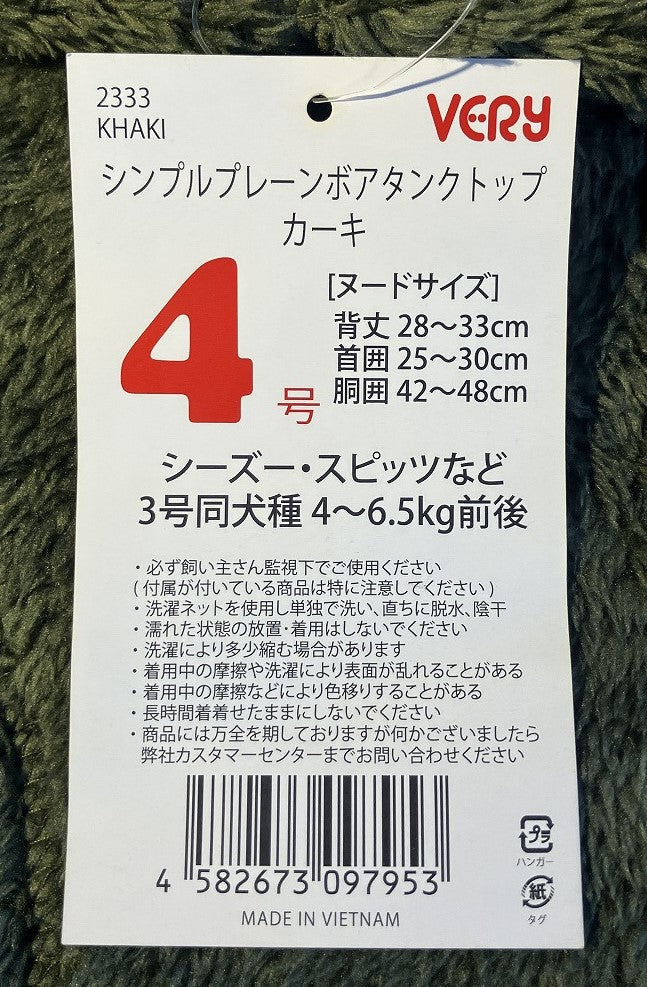 2333
KHAKI
VERY
シンプルプレーンボアタンクトップ
カーキ
4号
[ヌードサイズ]
背丈 28〜33cm
首囲 25〜30cm
胴囲 42〜48cm
シーズー・スピッツなど
3号同犬種 4〜6.5kg前後
・必ず飼い主さん監視下でご使用ください
(付属が付いている商品は特に注意してください)
・洗濯ネットを使用し単独で洗い、直ちに脱水、陰干
・濡れた状態の放置・着用はしないでください
・洗濯により多少縮む場合があります
・着用中の摩擦や洗濯により表面が乱れることがある
・着用中の摩擦などにより色移りすることがある
・長時間着着せたままにしないでください
・商品には万全を期しておりますが何かございましたら
弊社カスタマーセンターまでお問い合わせください
4 582673 097953
MADE IN VIETNAM
プラ
ハンガー
紙
タグ